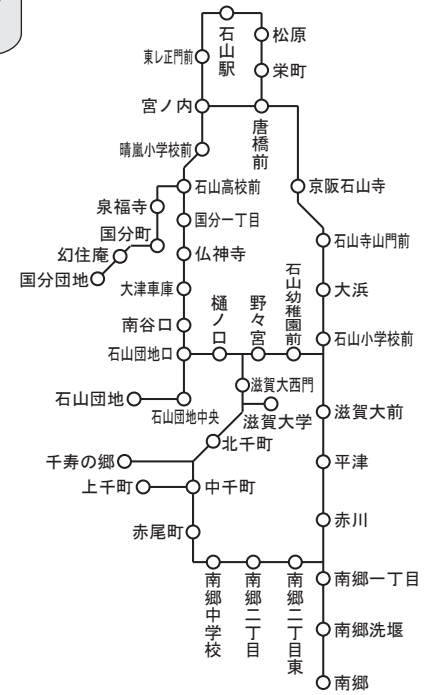 石山駅
松原
東レ正門前
栄町
宮ノ内
唐橋前
晴嵐小学校前
石山高校前
京阪石山寺
泉福寺
国分一丁目
国分町
石山寺山門前
幻住庵
仏神寺
国分団地
石山幼稚園前
大津車庫
樋ノ口
野々宮
大浜
南谷口
石山小学校前
石山団地口
滋賀大西門
石山団地
石山団地中央
滋賀大学
滋賀大前
北千町
千寿の郷
平津
上千町
中千町
赤川
赤尾町
南郷中学校
南郷二丁目
南郷二丁目東
南郷一丁目
南郷洗堰
南郷